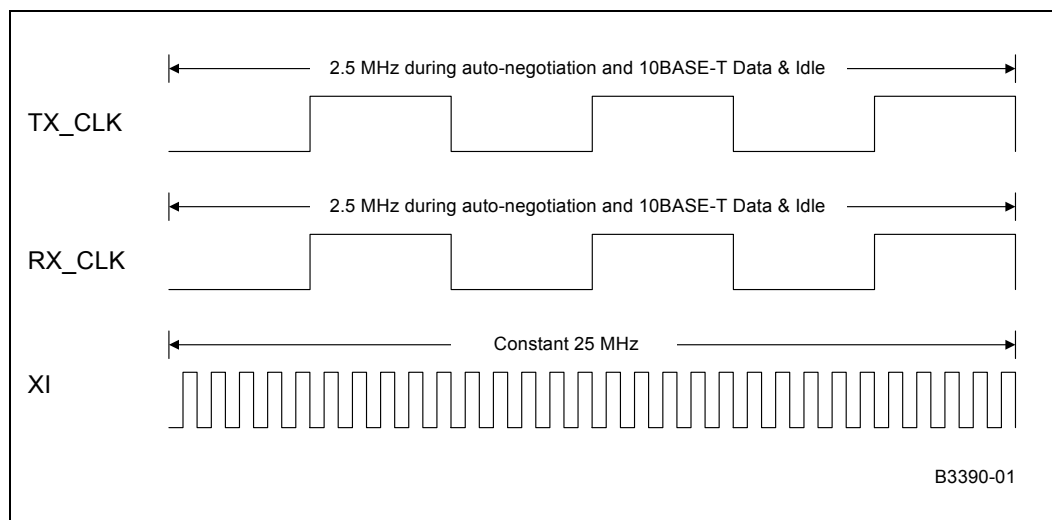 2.5 MHz during auto-negotiation and 10BASE-T Data & Idle
TX_CLK
2.5 MHz during auto-negotiation and 10BASE-T Data & Idle
RX_CLK
Constant 25 MHz
XI
B3390-01